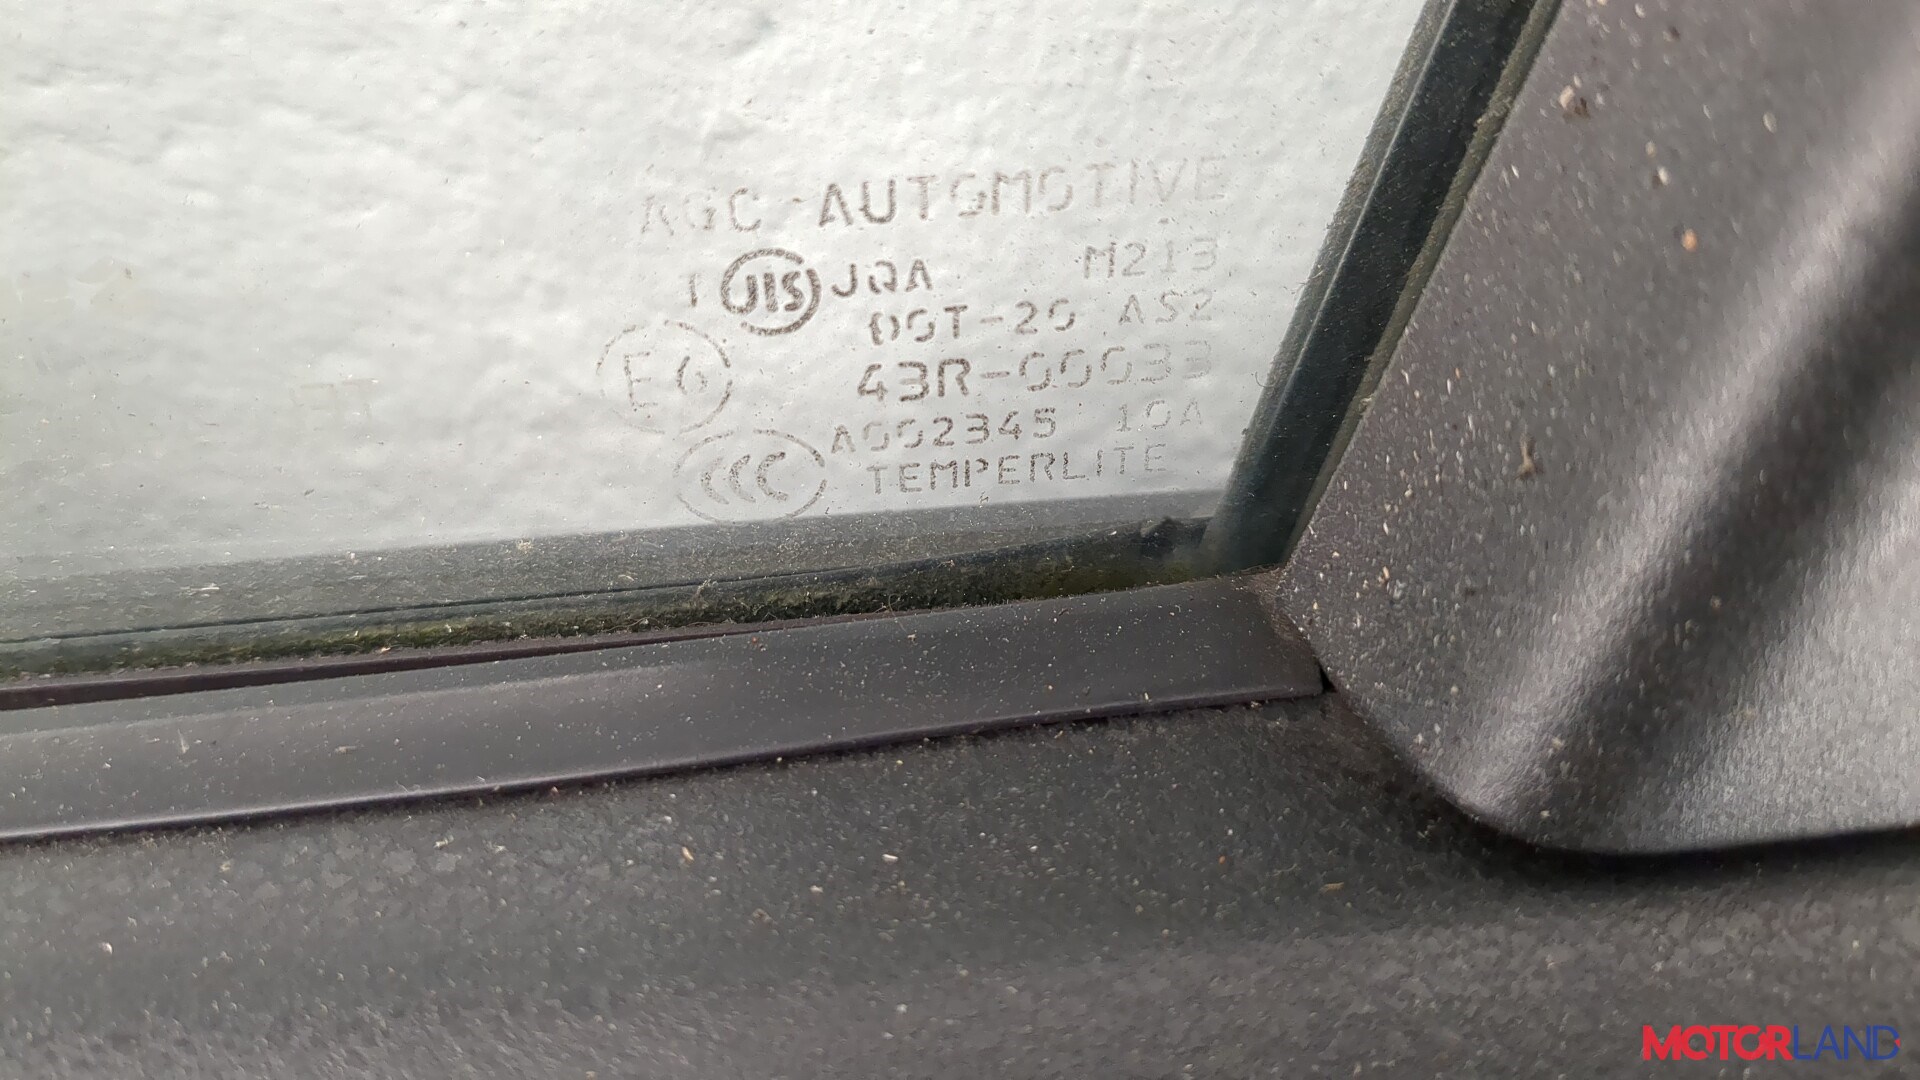 AGC AUTOMOTIVE
T JIS JQA M213
DOT-20 AS2
E6 43R-00033
A002345 10A
CCC TEMPERLITE
MOTORLAND